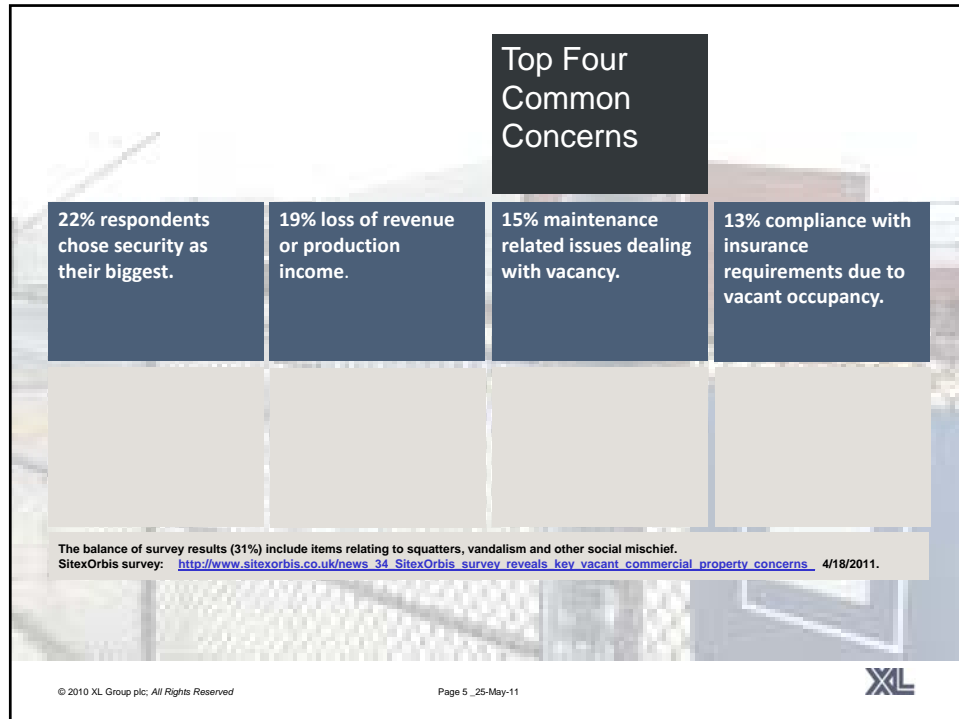 Top Four
Common
Concerns
22% respondents
chose security as
their biggest.
19% loss of revenue
or production
income.
15% maintenance
related issues dealing
with vacancy.
13% compliance with
insurance
requirements due to
vacant occupancy.
The balance of survey results (31%) include items relating to squatters, vandalism and other social mischief.
SitexOrbis survey: http://www.sitexorbis.co.uk/news_34_SitexOrbis_survey_reveals_key_vacant_commercial_property_concerns_ 4/18/2011.
© 2010 XL Group plc; All Rights Reserved
Page 5 _25-May-11
XL